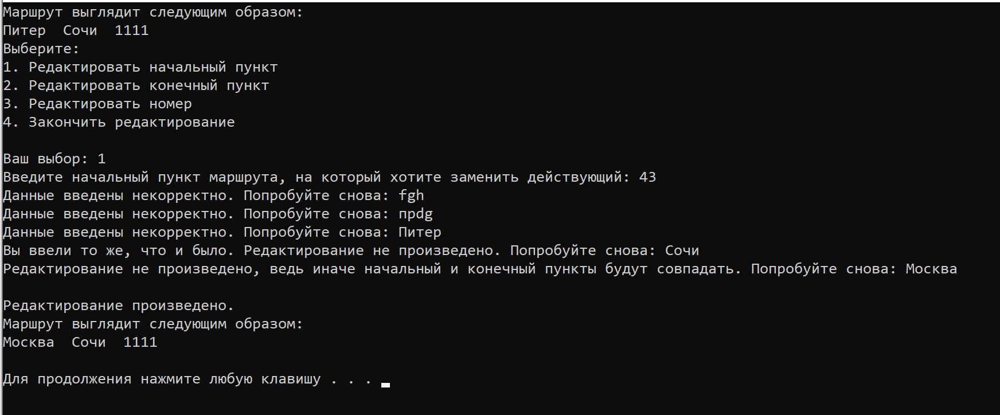 Маршрут выглядит следующим образом:
Питер  Сочи  1111
Выберите:
1. Редактировать начальный пункт
2. Редактировать конечный пункт
3. Редактировать номер
4. Закончить редактирование
Ваш выбор: 1
Введите начальный пункт маршрута, на который хотите заменить действующий: 43
Данные введены некорректно. Попробуйте снова: fgh
Данные введены некорректно. Попробуйте снова: прdg
Данные введены некорректно. Попробуйте снова: Питер
Вы ввели то же, что и было. Редактирование не произведено. Попробуйте снова: Сочи
Редактирование не произведено, ведь иначе начальный и конечный пункты будут совпадать. Попробуйте снова: Москва
Редактирование произведено.
Маршрут выглядит следующим образом:
Москва  Сочи  1111
Для продолжения нажмите любую клавишу . . .